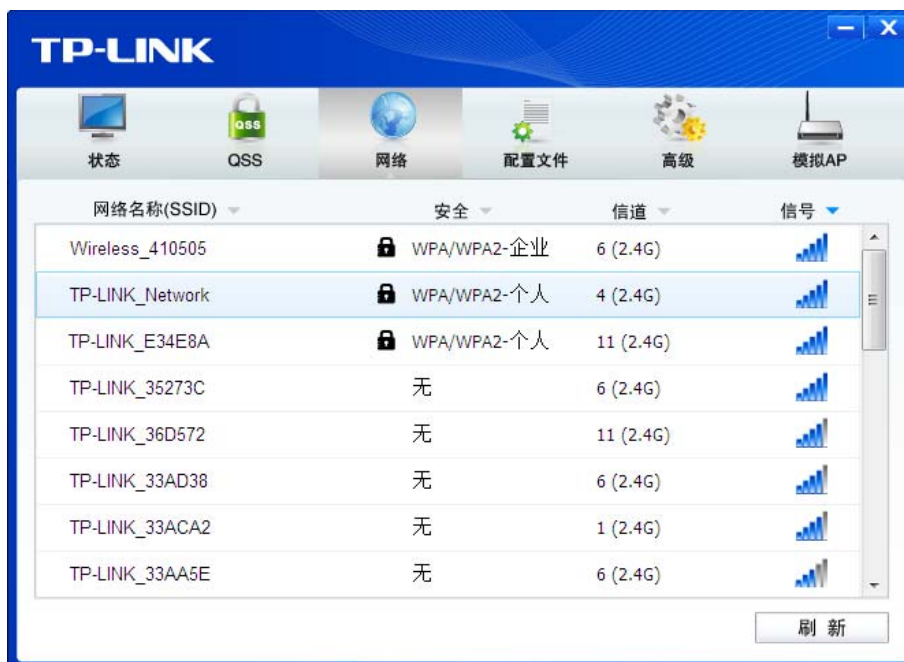 TP-LINK
QSS
状态 QSS 网络 配置文件 高级 模拟AP
网络名称(SSID) 安全 信道 信号
Wireless_410505 WPA/WPA2-企业 6 (2.4G)
TP-LINK_Network WPA/WPA2-个人 4 (2.4G)
TP-LINK_E34E8A WPA/WPA2-个人 11 (2.4G)
TP-LINK_35273C 无 6 (2.4G)
TP-LINK_36D572 无 11 (2.4G)
TP-LINK_33AD38 无 6 (2.4G)
TP-LINK_33ACA2 无 1 (2.4G)
TP-LINK_33AA5E 无 6 (2.4G)
刷 新